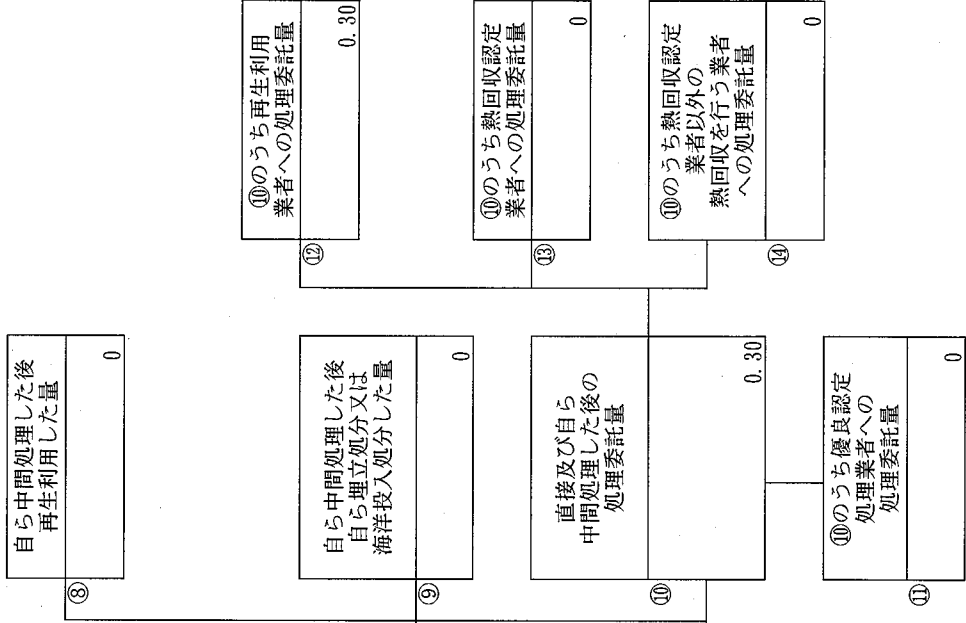 ⑧
自ら中間処理した後
再生利用した量
0
⑨
自ら中間処理した後
自ら埋立処分又は
海洋投入処分した量
0
⑩
直接及び自ら
中間処理した後の
処理委託量
0.30
⑪
⑩のうち優良認定
処理業者への
処理委託量
0
⑫
⑩のうち再生利用
業者への処理委託量
0.30
⑬
⑩のうち熱回収認定
業者への処理委託量
0
⑭
⑩のうち熱回収認定
業者以外の
熱回収を行う業者
への処理委託量
0